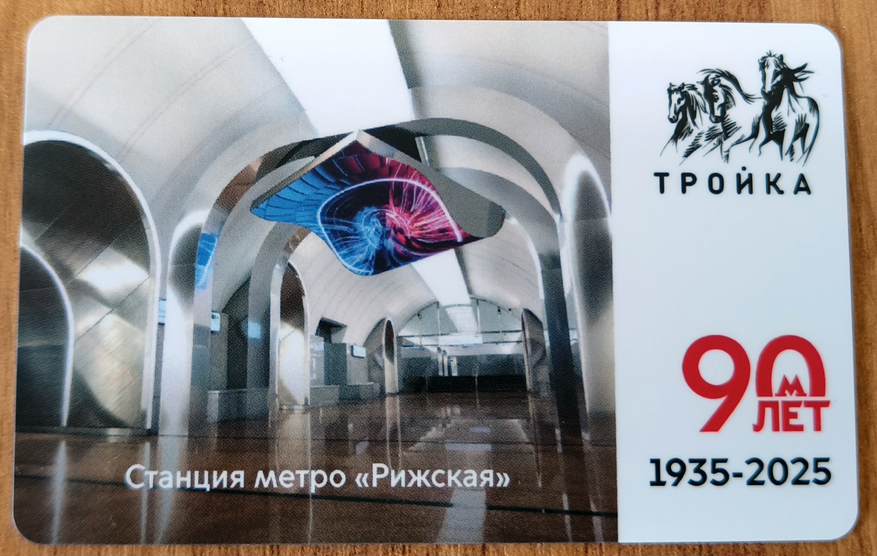 ТРОЙКА
90
М
ЛЕТ
1935-2025
Станция метро «Рижская»